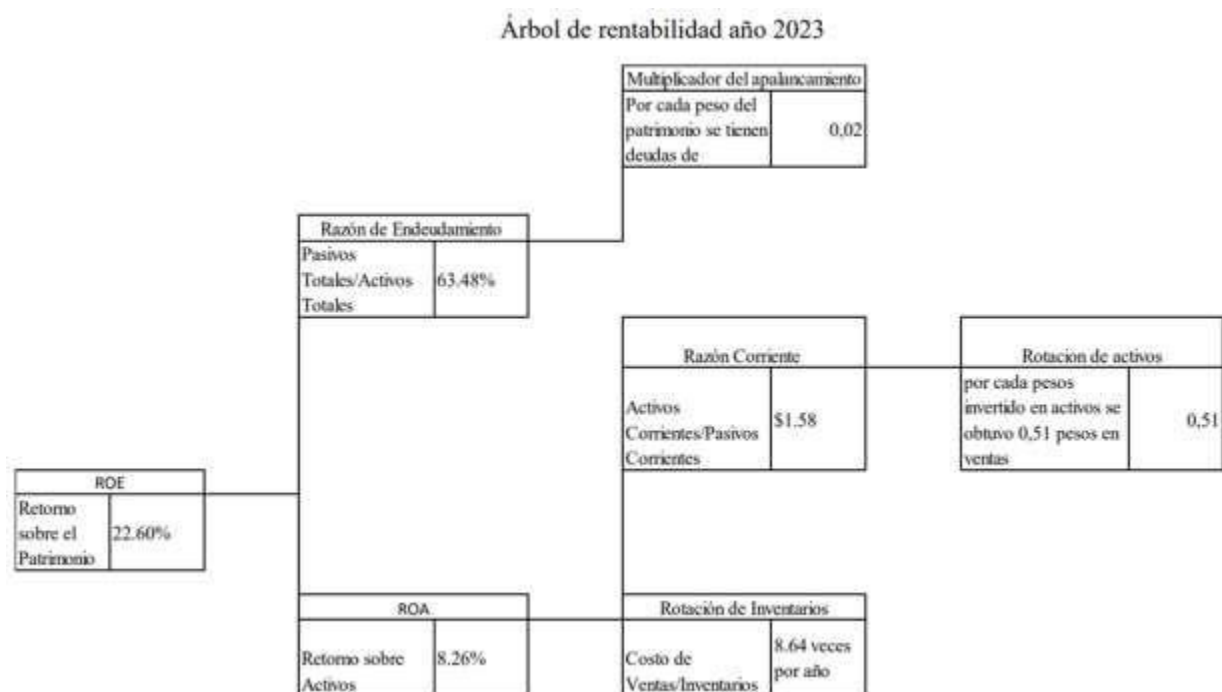 Árbol de rentabilidad año 2023
Multiplicador del apalancamiento
Por cada peso del
patrimonio se tienen
deudas de
0,02
Razón de Endeudamiento
Pasivos
Totales/Activos
Totales
63.48%
Razón Corriente
Activos
Corrientes/Pasivos
Corrientes
$1.58
Rotacion de activos
por cada pesos
invertido en activos se
obtuvo 0,51 pesos en
ventas
0,51
ROE
Retorno
sobre el
Patrimonio
22.60%
ROA
Retorno sobre
Activos
8.26%
Rotación de Inventarios
Costo de
Ventas/Inventarios
8.64 veces
por año